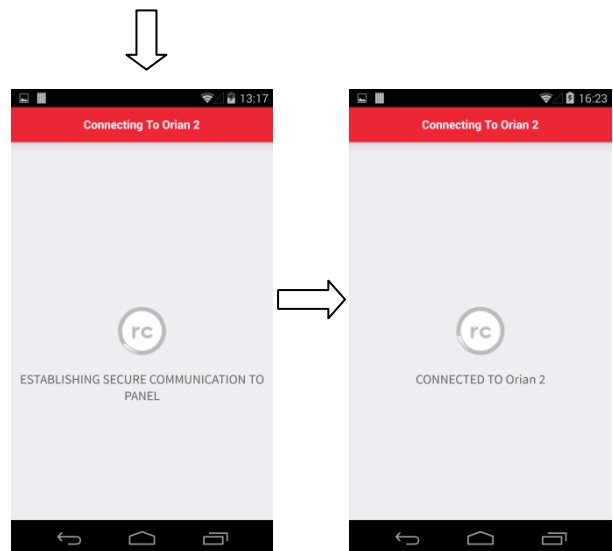 13:17
Connecting To Orian 2
rc
ESTABLISHING SECURE COMMUNICATION TO
PANEL
16:23
Connecting To Orian 2
rc
CONNECTED TO Orian 2